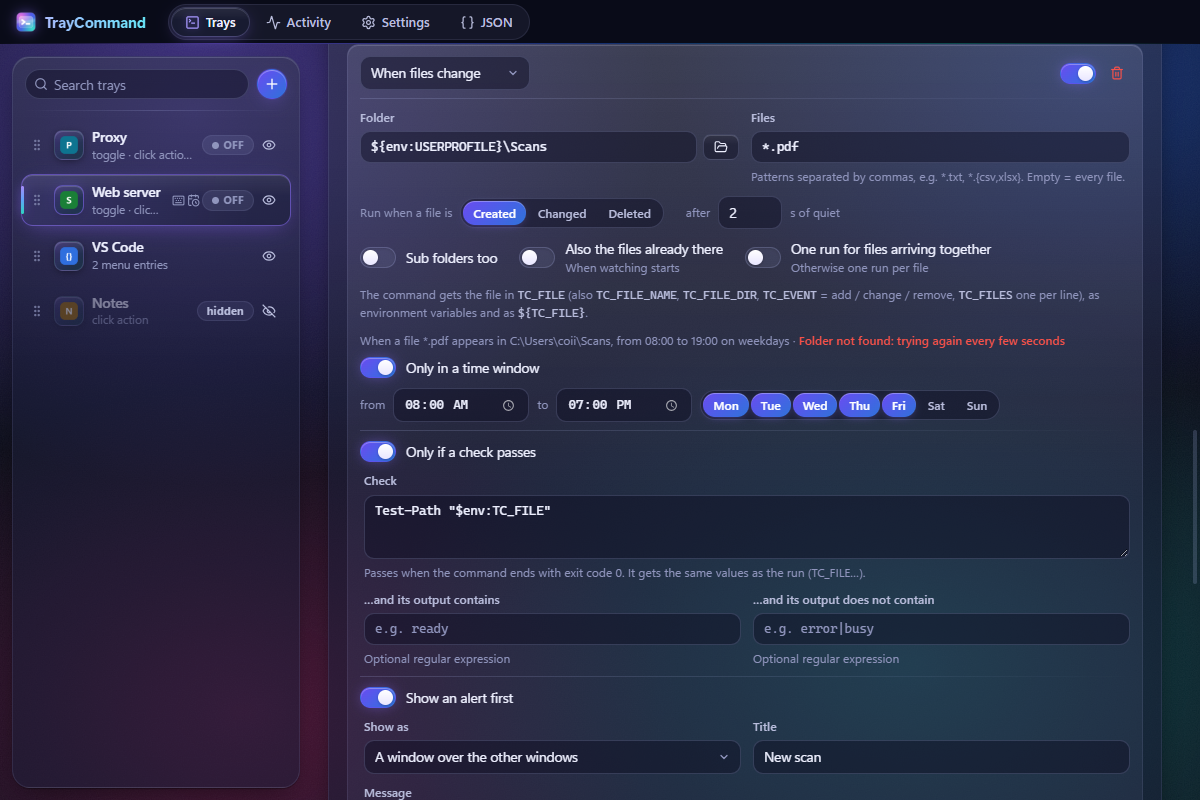 TrayCommand
Trays
Activity
Settings
{ } JSON
Search trays
Proxy
toggle · click actio...
OFF
Web server
toggle · clic...
OFF
VS Code
2 menu entries
Notes
click action
hidden
When files change
Folder
${env:USERPROFILE}\Scans
Files
*.pdf
Patterns separated by commas, e.g. *.txt, *.{csv,xlsx}. Empty = every file.
Run when a file is
Created
Changed
Deleted
after
2
s of quiet
Sub folders too
Also the files already there
When watching starts
One run for files arriving together
Otherwise one run per file
The command gets the file in TC_FILE (also TC_FILE_NAME, TC_FILE_DIR, TC_EVENT = add / change / remove, TC_FILES one per line), as
environment variables and as ${TC_FILE}.
When a file *.pdf appears in C:\Users\coii\Scans, from 08:00 to 19:00 on weekdays · Folder not found: trying again every few seconds
Only in a time window
from
08:00 AM
to
07:00 PM
Mon
Tue
Wed
Thu
Fri
Sat
Sun
Only if a check passes
Check
Test-Path "$env:TC_FILE"
Passes when the command ends with exit code 0. It gets the same values as the run (TC_FILE...).
...and its output contains
e.g. ready
Optional regular expression
...and its output does not contain
e.g. error|busy
Optional regular expression
Show an alert first
Show as
A window over the other windows
Title
New scan
Message